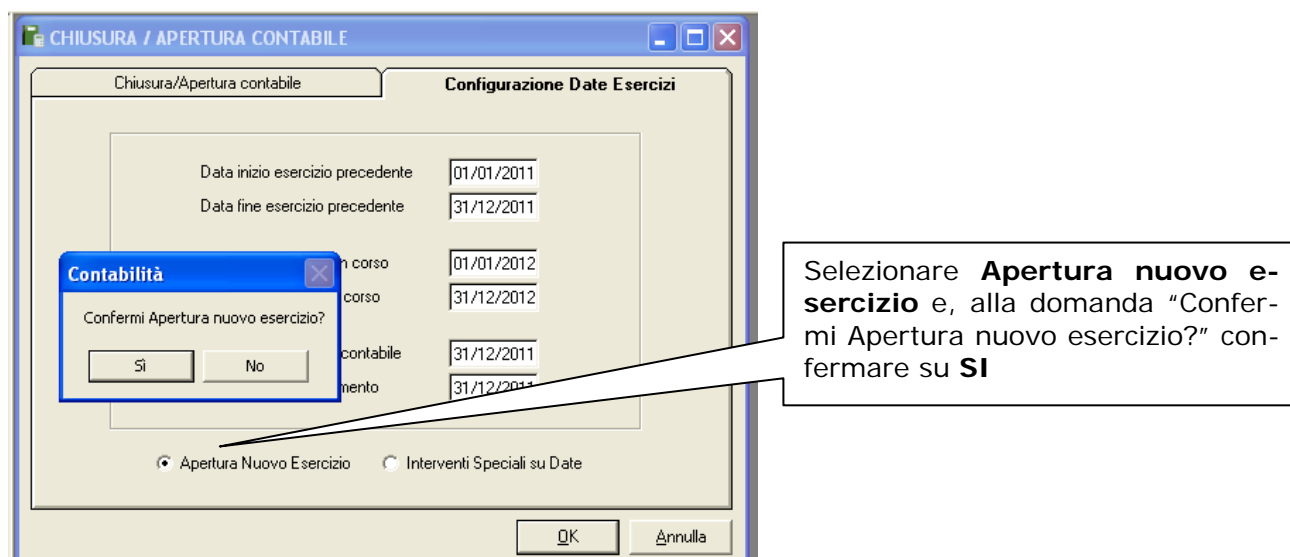 CHIUSURA / APERTURA CONTABILE
Chiusura/Apertura contabile
Configurazione Date Esercizi
Data inizio esercizio precedente 01/01/2011
Data fine esercizio precedente 31/12/2011
corso 01/01/2012
corso 31/12/2012
contabile 31/12/2011
31/12/2011
Contabilità
Confermi Apertura nuovo esercizio?
Sì No
Apertura Nuovo Esercizio Interventi Speciali su Date
OK Annulla
Selezionare Apertura nuovo e-
sercizio e, alla domanda “Confer-
mi Apertura nuovo esercizio?” con-
fermare su SI